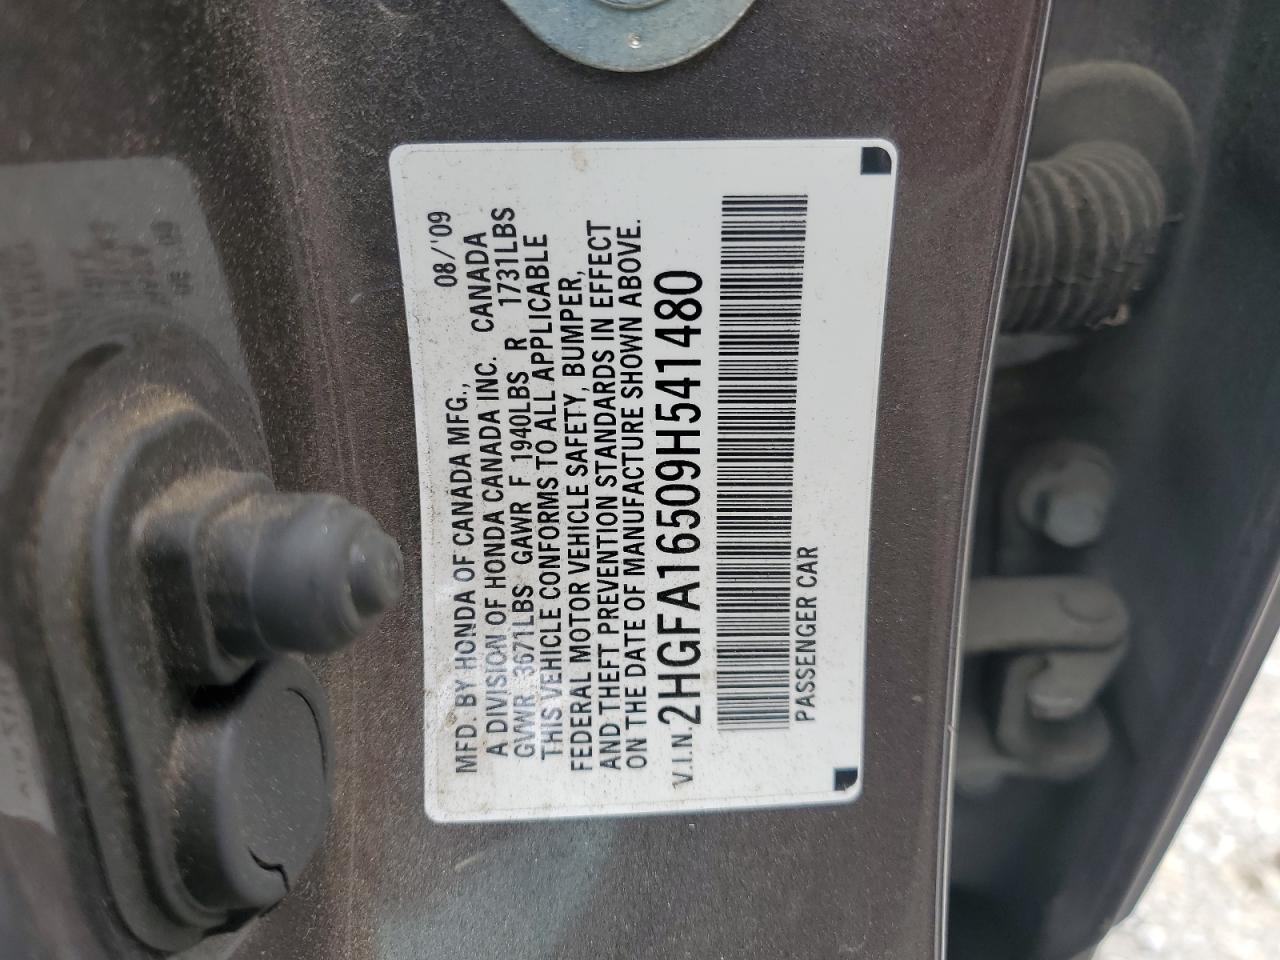 MFD. BY HONDA OF CANADA MFG., 08/'09
A DIVISION OF HONDA CANADA INC. CANADA
GVWR 3671LBS GAWR F 1940LBS R 1731LBS
THIS VEHICLE CONFORMS TO ALL APPLICABLE
FEDERAL MOTOR VEHICLE SAFETY, BUMPER,
AND THEFT PREVENTION STANDARDS IN EFFECT
ON THE DATE OF MANUFACTURE SHOWN ABOVE.
V.I.N. 2HGFA16509H541480
PASSENGER CAR